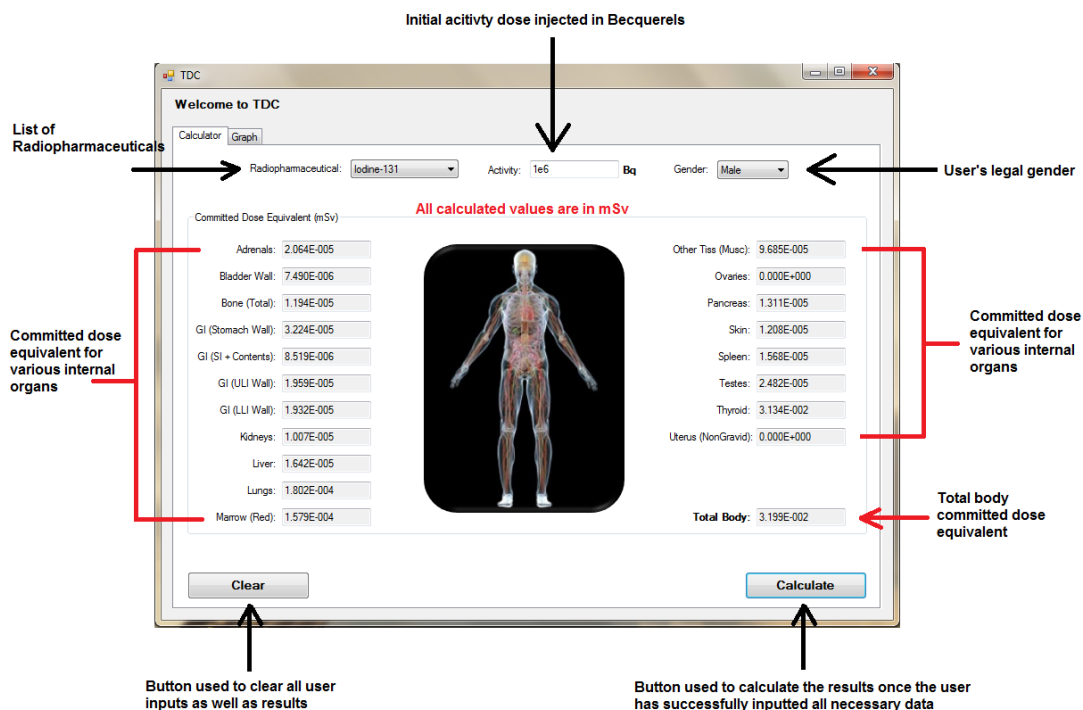 Initial acitivty dose injected in Becquerels
TDC
Welcome to TDC
List of
Radiopharmaceuticals
Calculator Graph
Radiopharmaceutical: Iodine-131 Activity: 1e6 Bq Gender: Male
User's legal gender
All calculated values are in mSv
Committed Dose Equivalent (mSv)
Adrenals: 2.064E-005
Bladder Wall: 7.490E-006
Bone (Total): 1.194E-005
GI (Stomach Wall): 3.224E-005
GI (SI + Contents): 8.519E-006
GI (ULI Wall): 1.959E-005
GI (LLI Wall): 1.932E-005
Kidneys: 1.007E-005
Liver: 1.642E-005
Lungs: 1.802E-004
Marrow (Red): 1.579E-004
Committed dose
equivalent for
various internal
organs
Other Tiss (Musc): 9.685E-005
Ovaries: 0.000E+000
Pancreas: 1.311E-005
Skin: 1.208E-005
Spleen: 1.568E-005
Testes: 2.482E-005
Thyroid: 3.134E-002
Uterus (NonGravid): 0.000E+000
Committed dose
equivalent for
various internal
organs
Total Body: 3.199E-002
Total body
committed dose
equivalent
Clear
Calculate
Button used to clear all user
inputs as well as results
Button used to calculate the results once the user
has successfully inputted all necessary data